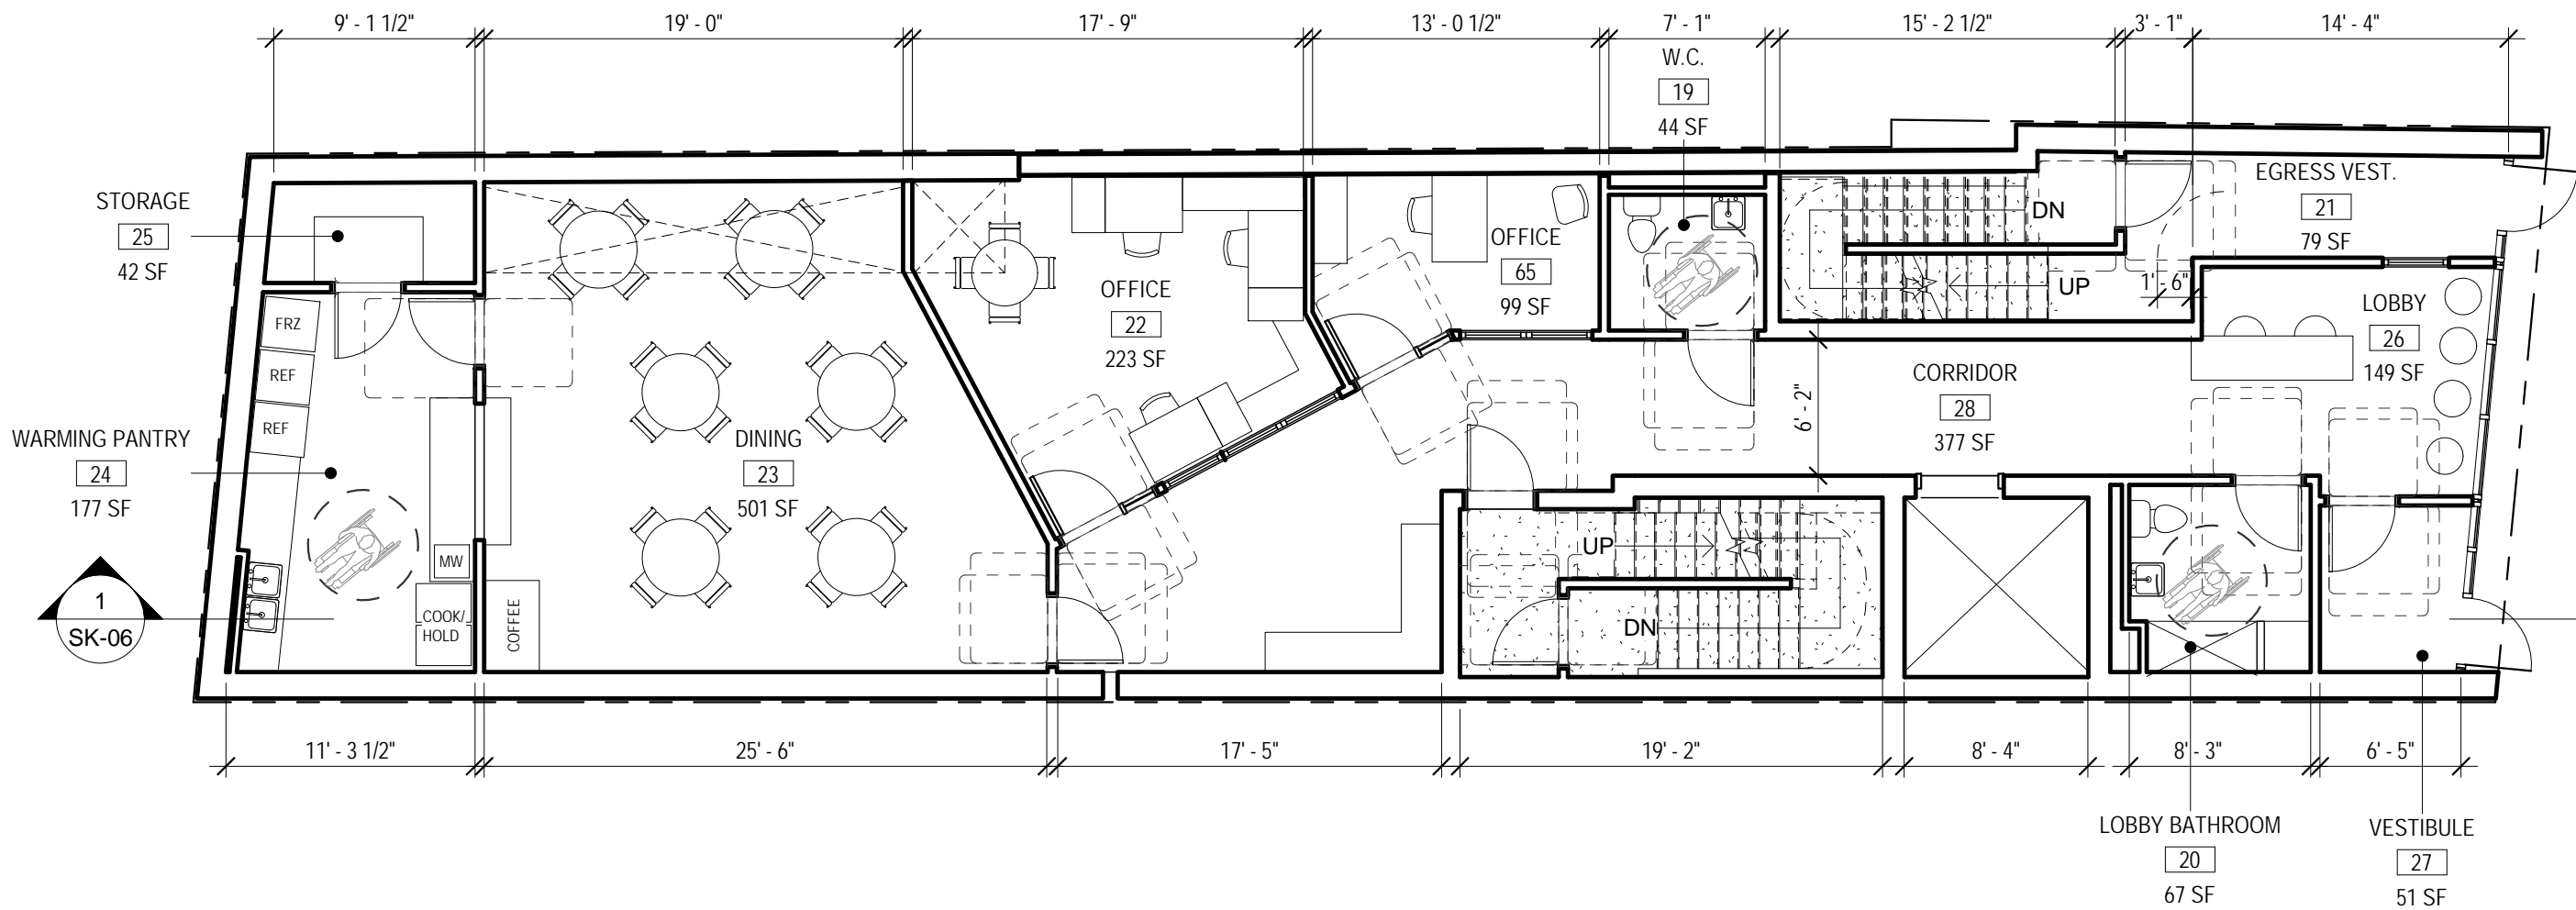 9' - 1 1/2"
19' - 0"
17' - 9"
13' - 0 1/2"
7' - 1"
15' - 2 1/2"
3' - 1"
14' - 4"
W.C.
19
44 SF
STORAGE
25
42 SF
EGRESS VEST.
21
79 SF
DN
UP
1' - 6"
OFFICE
65
99 SF
OFFICE
22
223 SF
LOBBY
26
149 SF
FRZ
REF
REF
CORRIDOR
28
377 SF
6' - 2"
WARMING PANTRY
24
177 SF
DINING
23
501 SF
1
SK-06
MW
COOK/
HOLD
COFFEE
UP
DN
11' - 3 1/2"
25' - 6"
17' - 5"
19' - 2"
8' - 4"
8' - 3"
6' - 5"
LOBBY BATHROOM
20
67 SF
VESTIBULE
27
51 SF